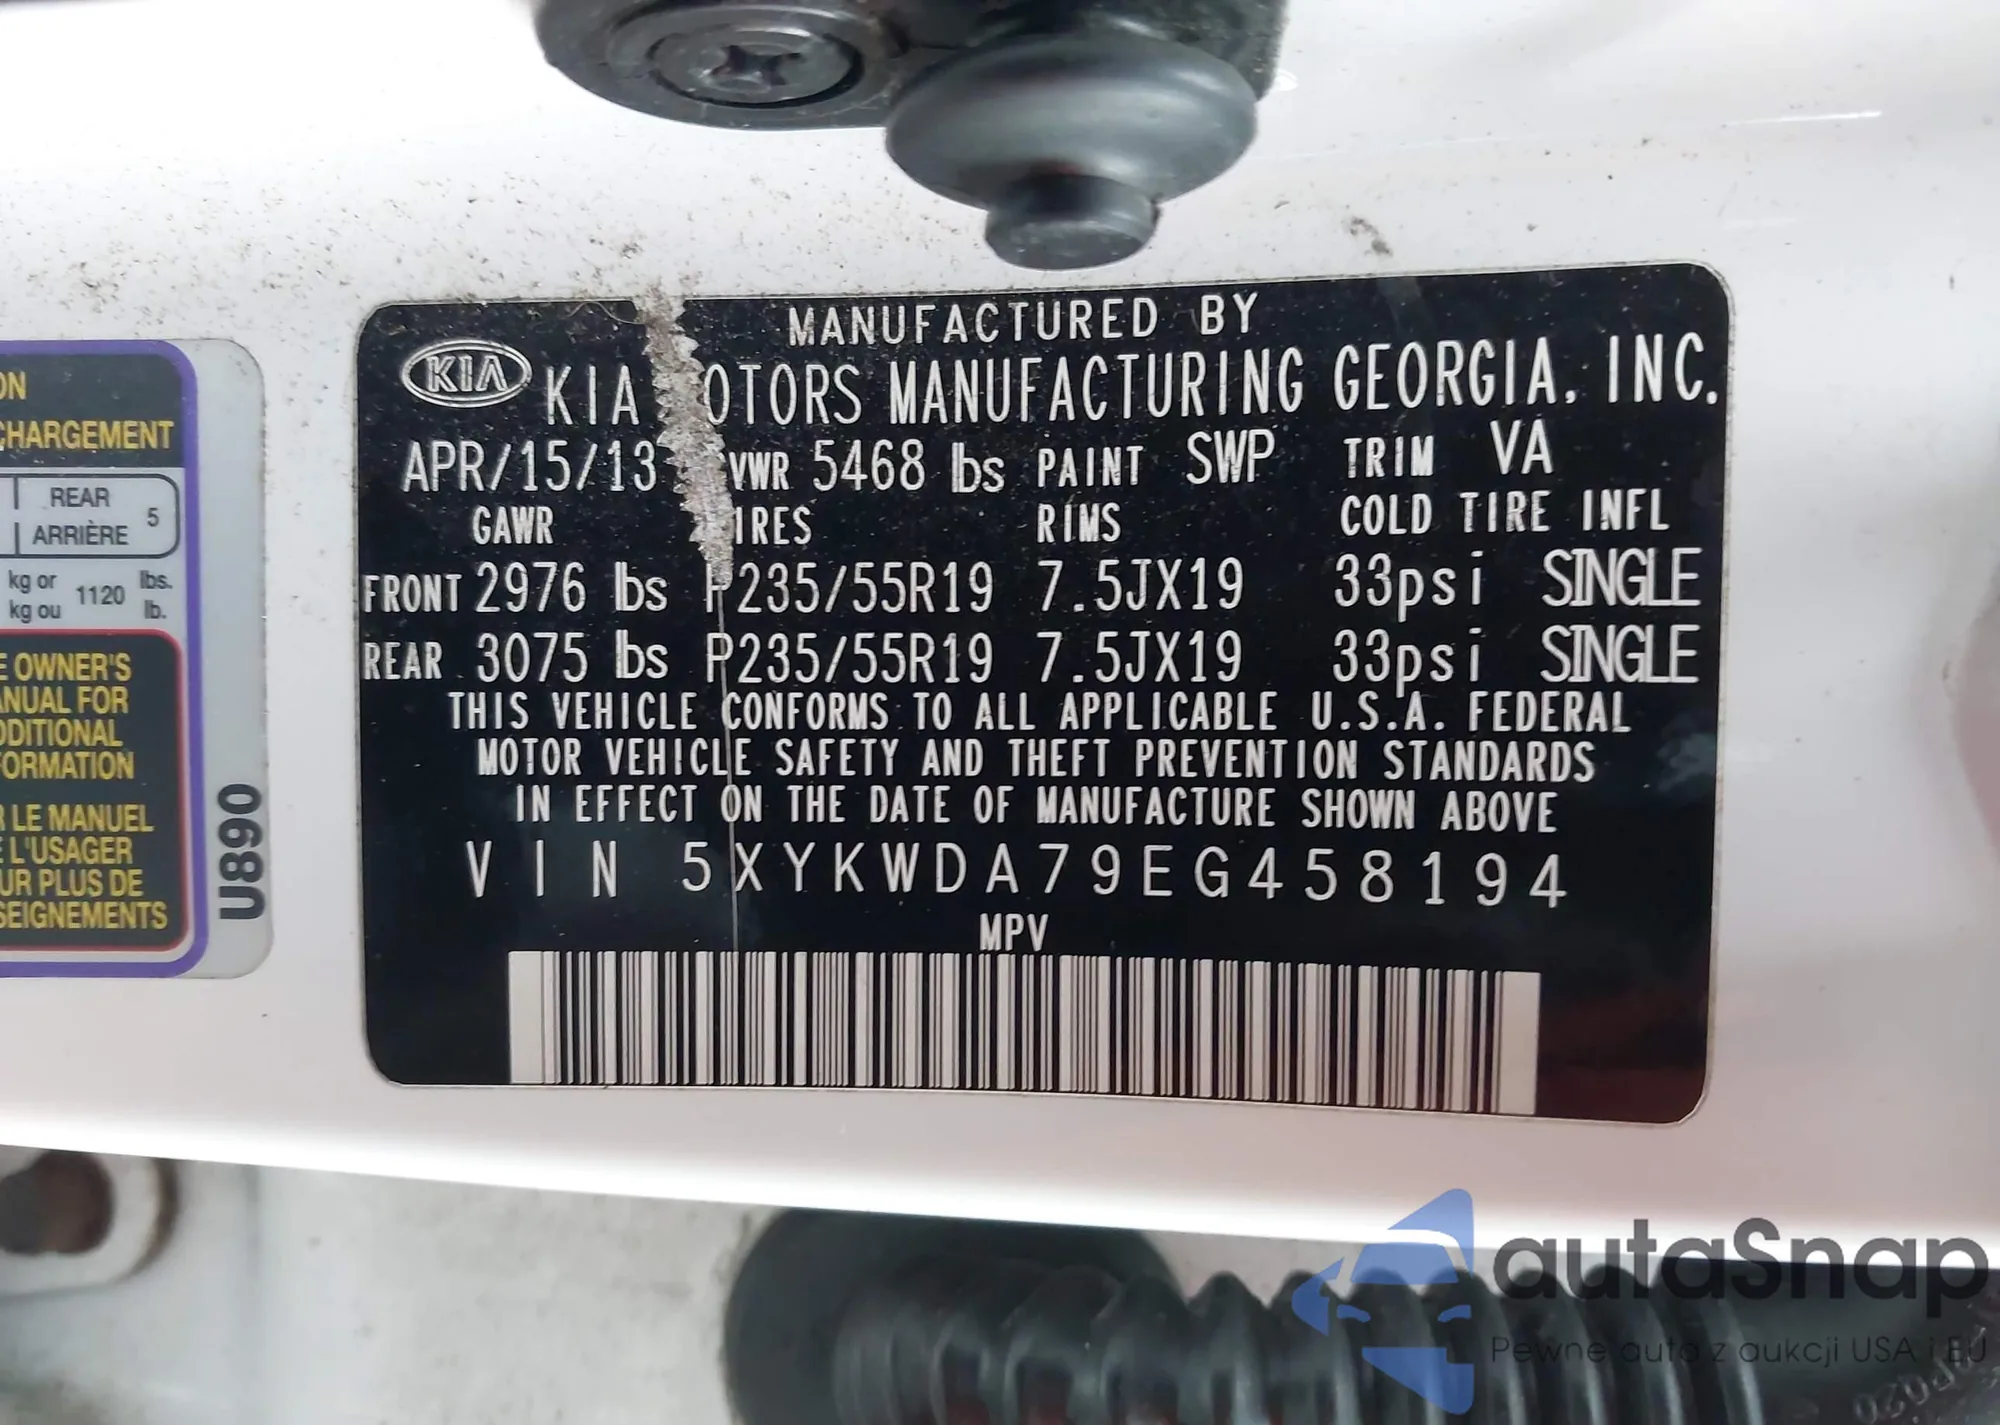 KIA
MANUFACTURED BY
KIA MOTORS MANUFACTURING GEORGIA, INC.
APR/15/13 VWR 5468 lbs PAINT SWP TRIM VA
GAWR IRES RIMS COLD TIRE INFL
FRONT 2976 lbs P235/55R19 7.5JX19 33psi SINGLE
REAR 3075 lbs P235/55R19 7.5JX19 33psi SINGLE
THIS VEHICLE CONFORMS TO ALL APPLICABLE U.S.A. FEDERAL
MOTOR VEHICLE SAFETY AND THEFT PREVENTION STANDARDS
IN EFFECT ON THE DATE OF MANUFACTURE SHOWN ABOVE
VIN 5XYKWDA79EG458194
MPV
ON
CHARGEMENT
REAR
ARRIÈRE 5
kg or 1120 lbs.
kg ou lb.
E OWNER'S
ANUAL FOR
DDITIONAL
FORMATION
R LE MANUEL
E L'USAGER
UR PLUS DE
SEIGNEMENTS
U890
autaSnap
Pewne auta z aukcji USA i EU